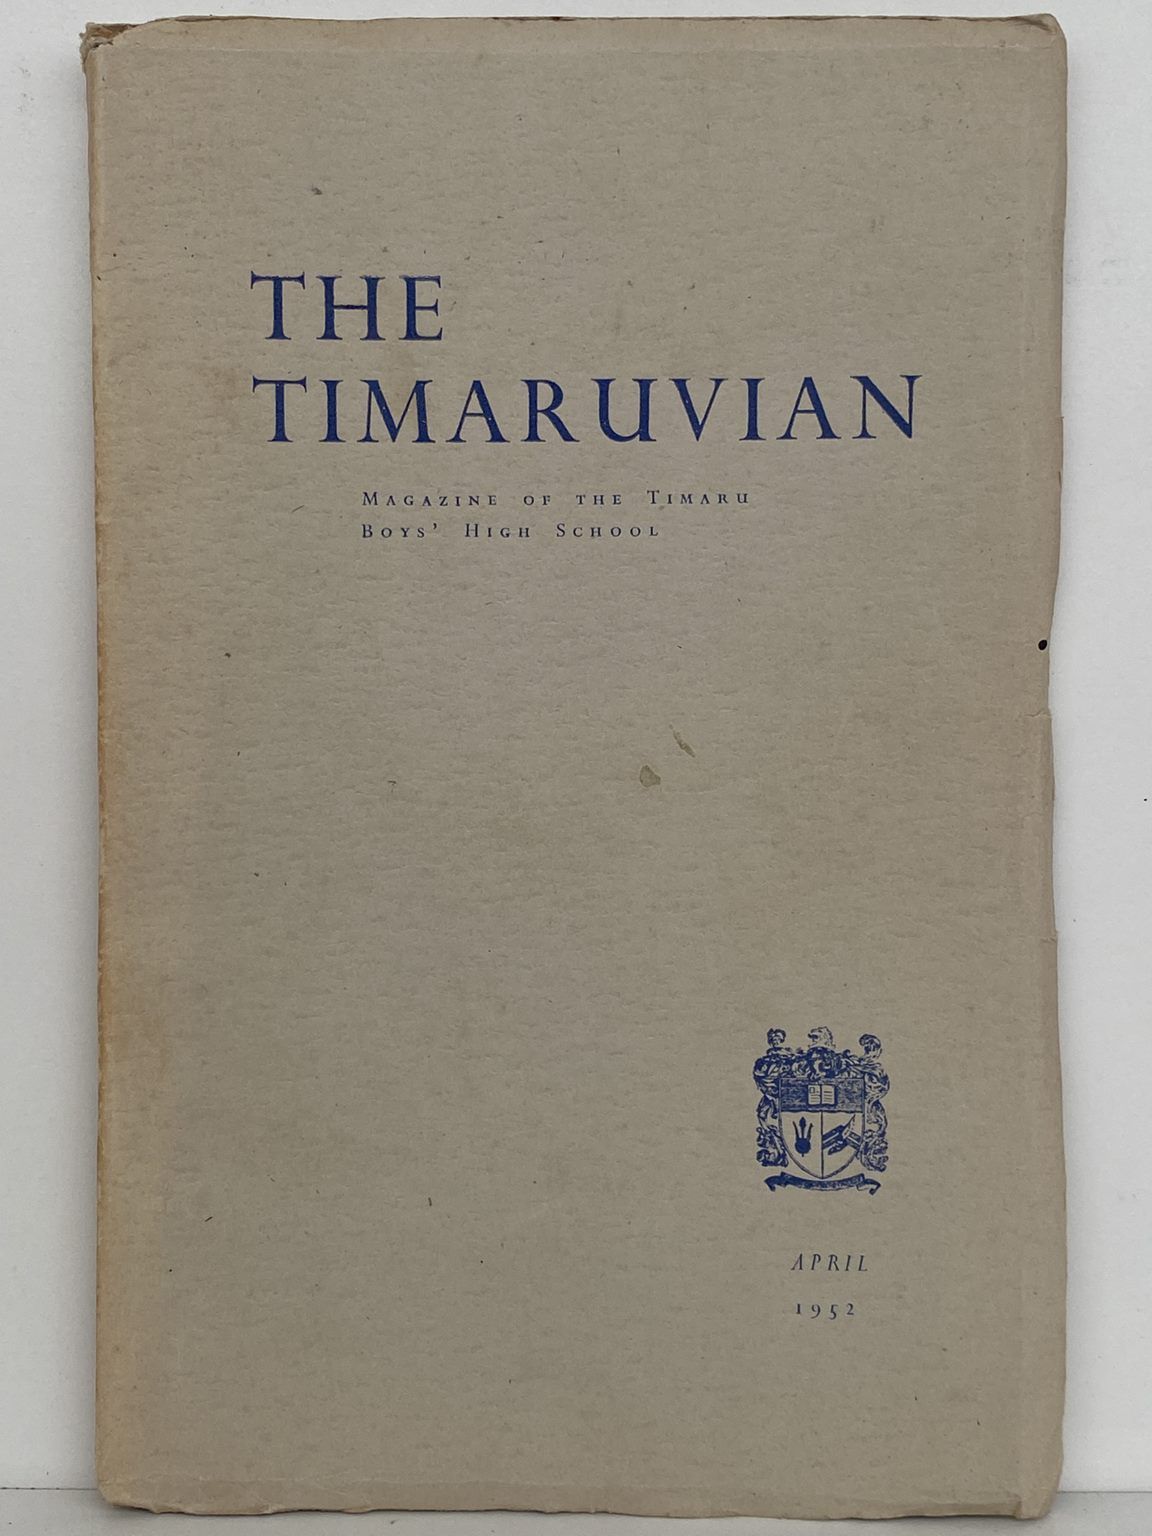 THE
TIMARUVIAN
Magazine of the Timaru
Boys' High School
APRIL
1952